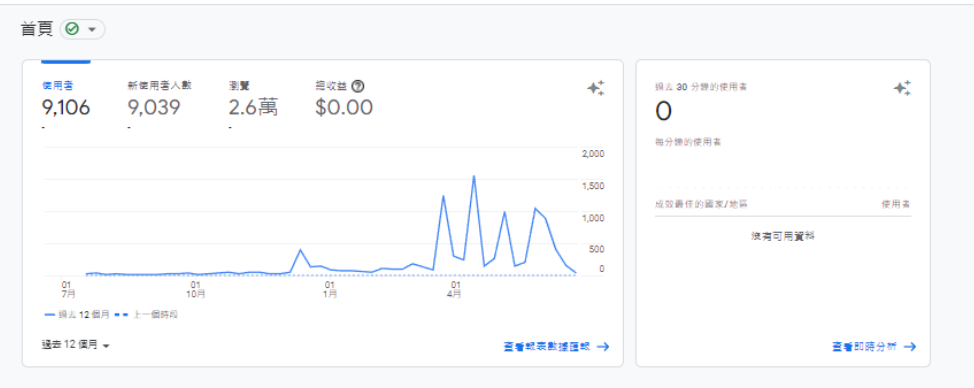 首頁
使用者 新使用者人數 瀏覽 總收益
9,106 9,039 2.6萬 $0.00
- - -
2,000
1,500
1,000
500
0
01 01 01 01
7月 10月 1月 4月
過去 12 個月 上一個時段
過去 12 個月
查看報表數據匯報
過去 30 分鐘的使用者
0
每分鐘的使用者
成效最佳的國家/地區 使用者
沒有可用資料
查看即時分析